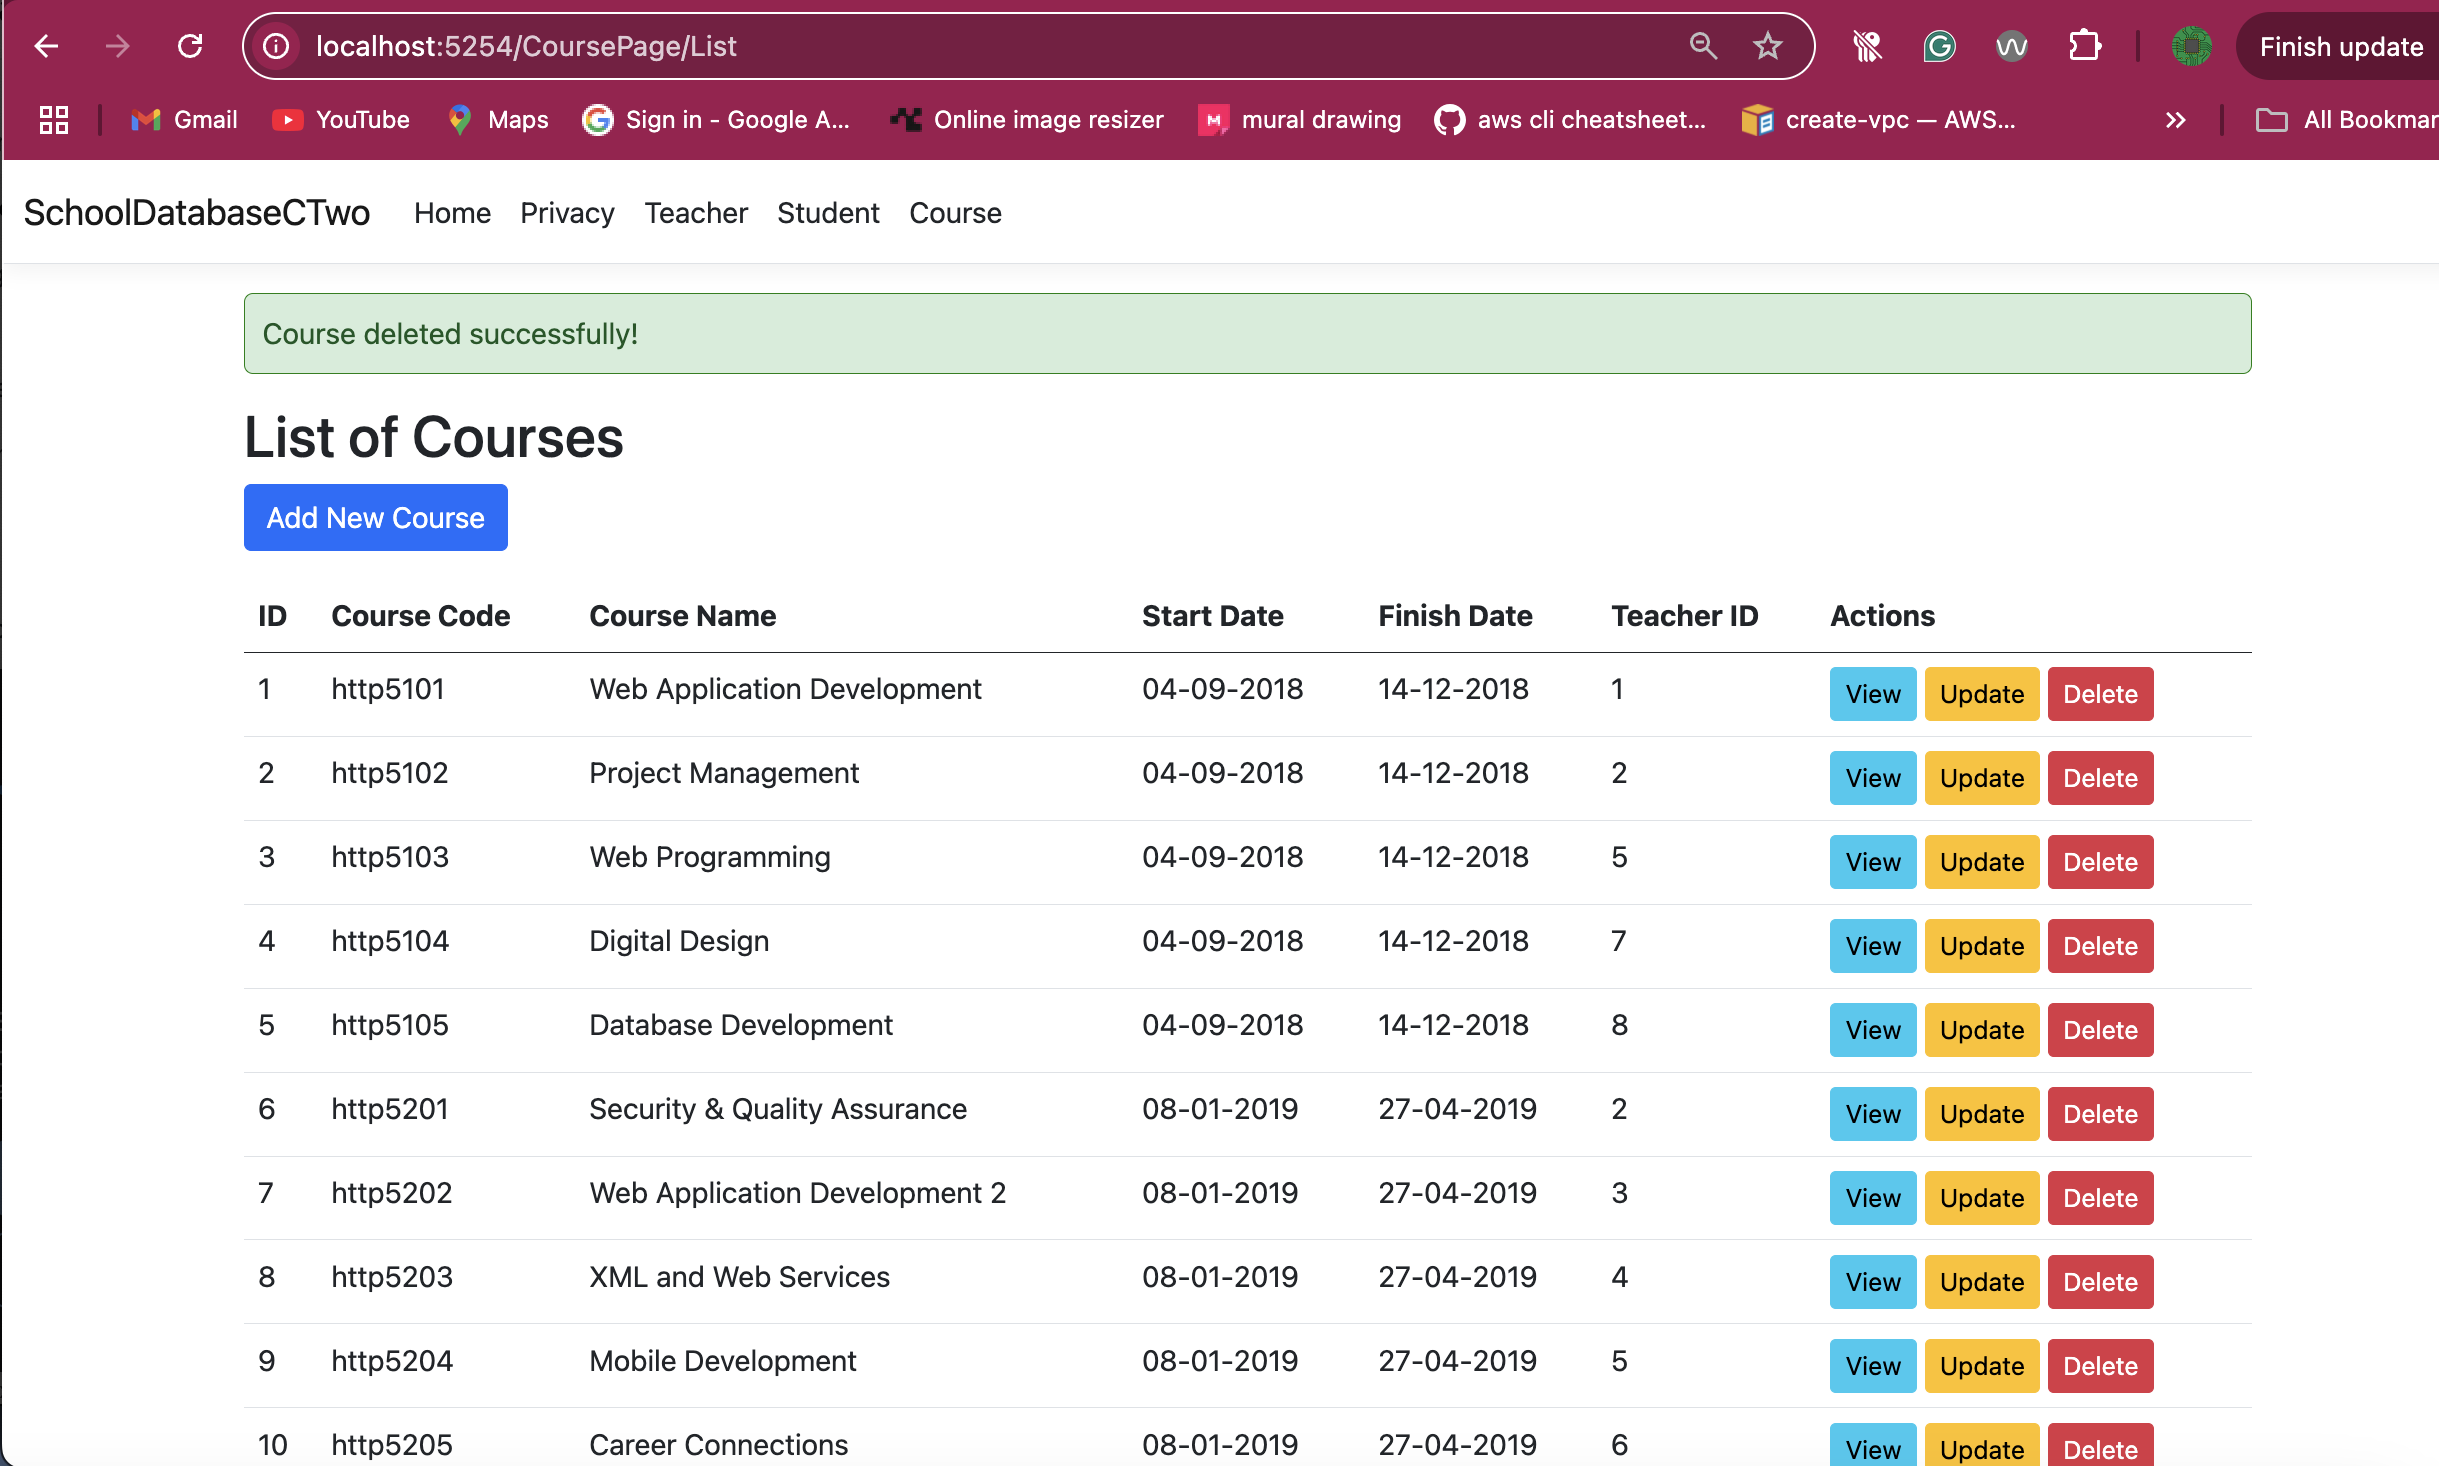 localhost:5254/CoursePage/List Finish update
Gmail YouTube Maps Sign in - Google A... Online image resizer mural drawing aws cli cheatsheet... create-vpc — AWS... All Bookmar
SchoolDatabaseCTwo Home Privacy Teacher Student Course
Course deleted successfully!
List of Courses
Add New Course
ID Course Code Course Name Start Date Finish Date Teacher ID Actions
1 http5101 Web Application Development 04-09-2018 14-12-2018 1 View Update Delete
2 http5102 Project Management 04-09-2018 14-12-2018 2 View Update Delete
3 http5103 Web Programming 04-09-2018 14-12-2018 5 View Update Delete
4 http5104 Digital Design 04-09-2018 14-12-2018 7 View Update Delete
5 http5105 Database Development 04-09-2018 14-12-2018 8 View Update Delete
6 http5201 Security & Quality Assurance 08-01-2019 27-04-2019 2 View Update Delete
7 http5202 Web Application Development 2 08-01-2019 27-04-2019 3 View Update Delete
8 http5203 XML and Web Services 08-01-2019 27-04-2019 4 View Update Delete
9 http5204 Mobile Development 08-01-2019 27-04-2019 5 View Update Delete
10 http5205 Career Connections 08-01-2019 27-04-2019 6 View Update Delete